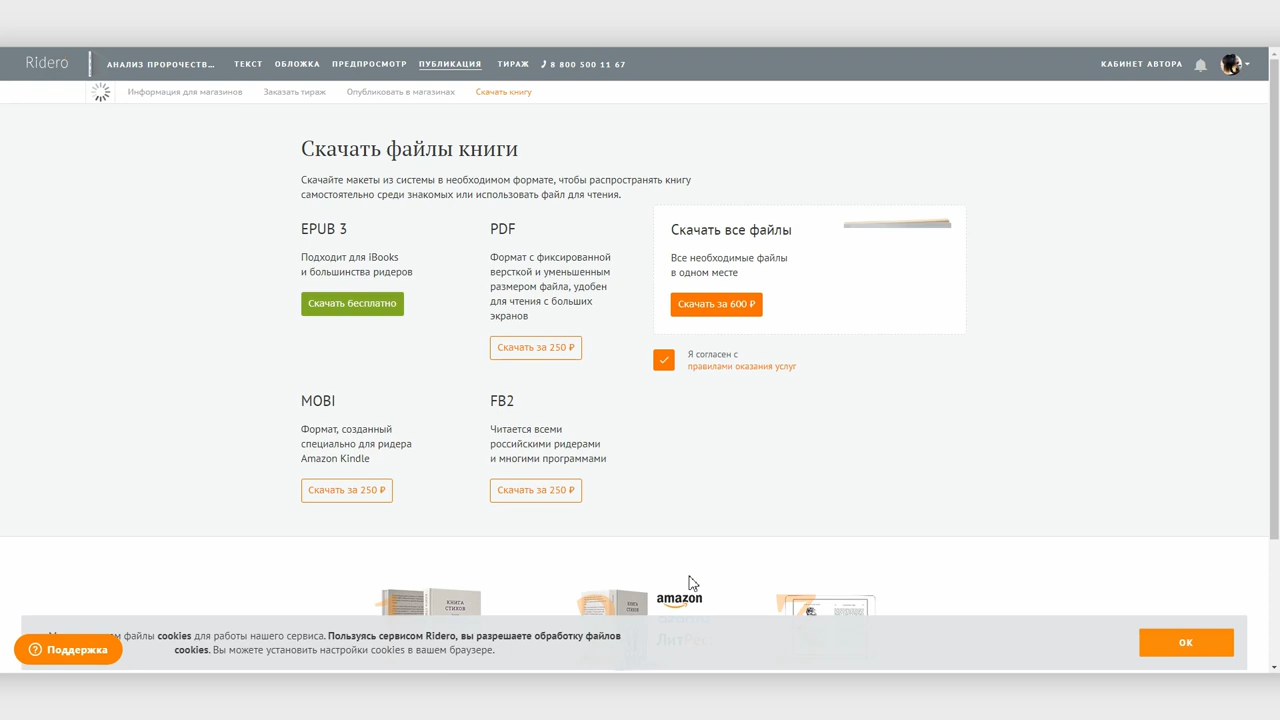 Ridero
АНАЛИЗ ПРОРОЧЕСТВ…
ТЕКСТ
ОБЛОЖКА
ПРЕДПРОСМОТР
ПУБЛИКАЦИЯ
ТИРАЖ
8 800 500 11 67
КАБИНЕТ АВТОРА
Информация для магазинов
Заказать тираж
Опубликовать в магазинах
Скачать книгу
Скачать файлы книги
Скачайте макеты из системы в необходимом формате, чтобы распространять книгу
самостоятельно среди знакомых или использовать файл для чтения.
EPUB 3
Подходит для iBooks
и большинства ридеров
Скачать бесплатно
PDF
Формат с фиксированной
версткой и уменьшенным
размером файла, удобен
для чтения с больших
экранов
Скачать за 250 ₽
Скачать все файлы
Все необходимые файлы
в одном месте
Скачать за 600 ₽
Я согласен с
правилами оказания услуг
MOBI
Формат, созданный
специально для ридера
Amazon Kindle
Скачать за 250 ₽
FB2
Читается всеми
российскими ридерами
и многими программами
Скачать за 250 ₽
КНИГА
СТИХОВ
КНИГА
СТИХОВ
amazon
ЛитРес
файлы cookies для работы нашего сервиса. Пользуясь сервисом Ridero, вы разрешаете обработку файлов
cookies. Вы можете установить настройки cookies в вашем браузере.
OK
Поддержка